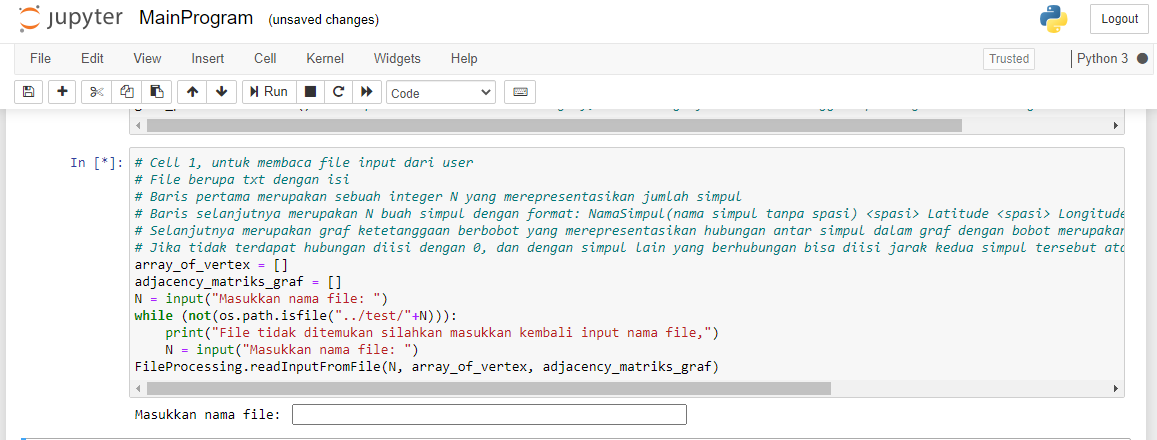 jupyter MainProgram (unsaved changes) Logout
File Edit View Insert Cell Kernel Widgets Help Trusted Python 3
Run Code
In [*]: # Cell 1, untuk membaca file input dari user
# File berupa txt dengan isi
# Baris pertama merupakan sebuah integer N yang merepresentasikan jumlah simpul
# Baris selanjutnya merupakan N buah simpul dengan format: NamaSimpul(nama simpul tanpa spasi) <spasi> Latitude <spasi> Longitude
# Selanjutnya merupakan graf ketetanggaan berbobot yang merepresentasikan hubungan antar simpul dalam graf dengan bobot merupakan
# Jika tidak terdapat hubungan diisi dengan 0, dan dengan simpul lain yang berhubungan bisa diisi jarak kedua simpul tersebut
array_of_vertex = []
adjacency_matriks_graf = []
N = input("Masukkan nama file: ")
while (not(os.path.isfile("../test/"+N))):
    print("File tidak ditemukan silahkan masukkan kembali input nama file,")
    N = input("Masukkan nama file: ")
FileProcessing.readInputFromFile(N, array_of_vertex, adjacency_matriks_graf)
Masukkan nama file: